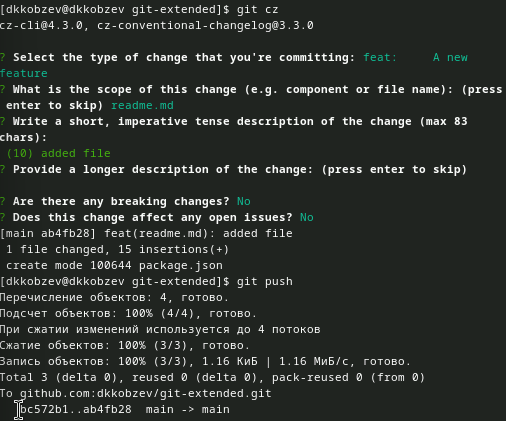 [dkkobzev@dkkobzev git-extended]$ git cz
cz-cli@4.3.0, cz-conventional-changelog@3.3.0
? Select the type of change that you're committing: feat:     A new
feature
? What is the scope of this change (e.g. component or file name): (press
 enter to skip) readme.md
? Write a short, imperative tense description of the change (max 83
chars):
 (10) added file
? Provide a longer description of the change: (press enter to skip)
? Are there any breaking changes? No
? Does this change affect any open issues? No
[main ab4fb28] feat(readme.md): added file
 1 file changed, 15 insertions(+)
 create mode 100644 package.json
[dkkobzev@dkkobzev git-extended]$ git push
Перечисление объектов: 4, готово.
Подсчет объектов: 100% (4/4), готово.
При сжатии изменений используется до 4 потоков
Сжатие объектов: 100% (3/3), готово.
Запись объектов: 100% (3/3), 1.16 КиБ | 1.16 МиБ/с, готово.
Total 3 (delta 0), reused 0 (delta 0), pack-reused 0 (from 0)
To github.com:dkkobzev/git-extended.git
   bc572b1..ab4fb28  main -> main